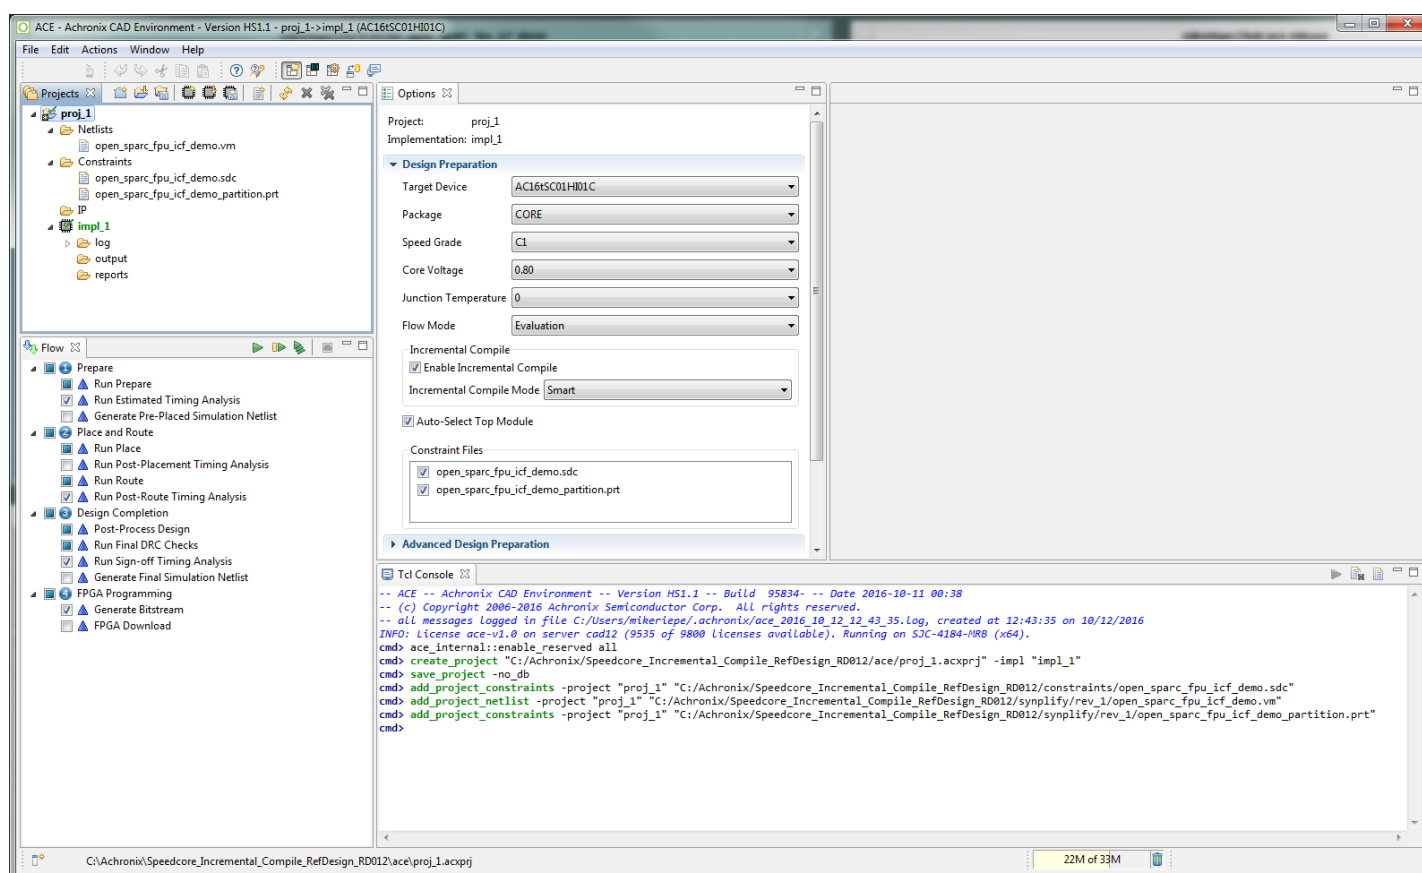 ACE - Achronix CAD Environment - Version HS1.1 - proj_1->impl_1 (AC16tSC01HI01C)
File Edit Actions Window Help
Projects
proj_1
Netlists
open_sparc_fpu_icf_demo.vm
Constraints
open_sparc_fpu_icf_demo.sdc
open_sparc_fpu_icf_demo_partition.prt
IP
impl_1
log
output
reports
Flow
1 Prepare
Run Prepare
Run Estimated Timing Analysis
Generate Pre-Placed Simulation Netlist
2 Place and Route
Run Place
Run Post-Placement Timing Analysis
Run Route
Run Post-Route Timing Analysis
3 Design Completion
Post-Process Design
Run Final DRC Checks
Run Sign-off Timing Analysis
Generate Final Simulation Netlist
4 FPGA Programming
Generate Bitstream
FPGA Download
Options
Project: proj_1
Implementation: impl_1
Design Preparation
Target Device AC16tSC01HI01C
Package CORE
Speed Grade C1
Core Voltage 0.80
Junction Temperature 0
Flow Mode Evaluation
Incremental Compile
Enable Incremental Compile
Incremental Compile Mode Smart
Auto-Select Top Module
Constraint Files
open_sparc_fpu_icf_demo.sdc
open_sparc_fpu_icf_demo_partition.prt
Advanced Design Preparation
Tcl Console
-- ACE -- Achronix CAD Environment -- Version HS1.1 -- Build 95834- -- Date 2016-10-11 00:38
-- (c) Copyright 2006-2016 Achronix Semiconductor Corp. All rights reserved.
-- all messages logged in file C:/Users/mikeriepe/.achronix/ace_2016_10_12_12_43_35.log, created at 12:43:35 on 10/12/2016
INFO: License ace-v1.0 on server cad12 (9535 of 9800 licenses available). Running on SJC-4184-MRB (x64).
cmd> ace_internal::enable_reserved all
cmd> create_project "C:/Achronix/Speedcore_Incremental_Compile_RefDesign_RD012/ace/proj_1.acxprj" -impl "impl_1"
cmd> save_project -no_db
cmd> add_project_constraints -project "proj_1" "C:/Achronix/Speedcore_Incremental_Compile_RefDesign_RD012/constraints/open_sparc_fpu_icf_demo.sdc"
cmd> add_project_netlist -project "proj_1" "C:/Achronix/Speedcore_Incremental_Compile_RefDesign_RD012/synplify/rev_1/open_sparc_fpu_icf_demo.vm"
cmd> add_project_constraints -project "proj_1" "C:/Achronix/Speedcore_Incremental_Compile_RefDesign_RD012/synplify/rev_1/open_sparc_fpu_icf_demo_partition.prt"
cmd>
C:\Achronix\Speedcore_Incremental_Compile_RefDesign_RD012\ace\proj_1.acxprj
22M of 33M